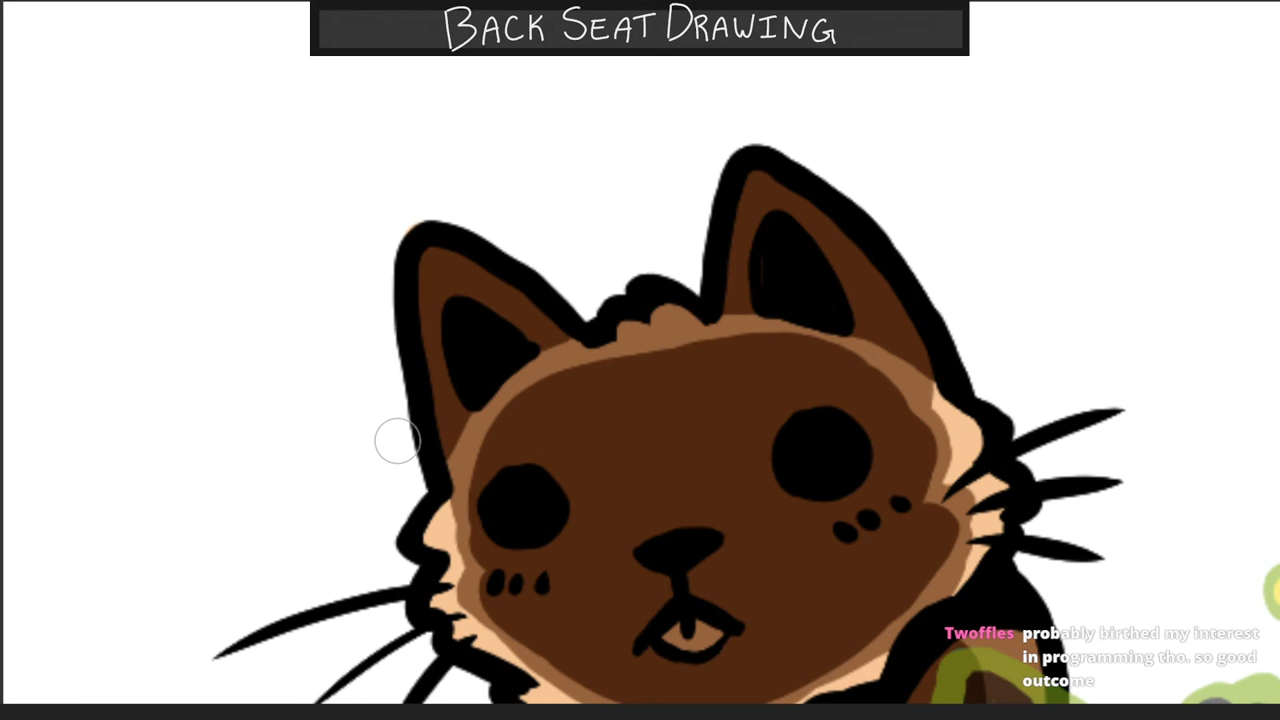 BACK SEAT DRAWING
Twoffles probably birthed my interest
in programming tho. so good
outcome